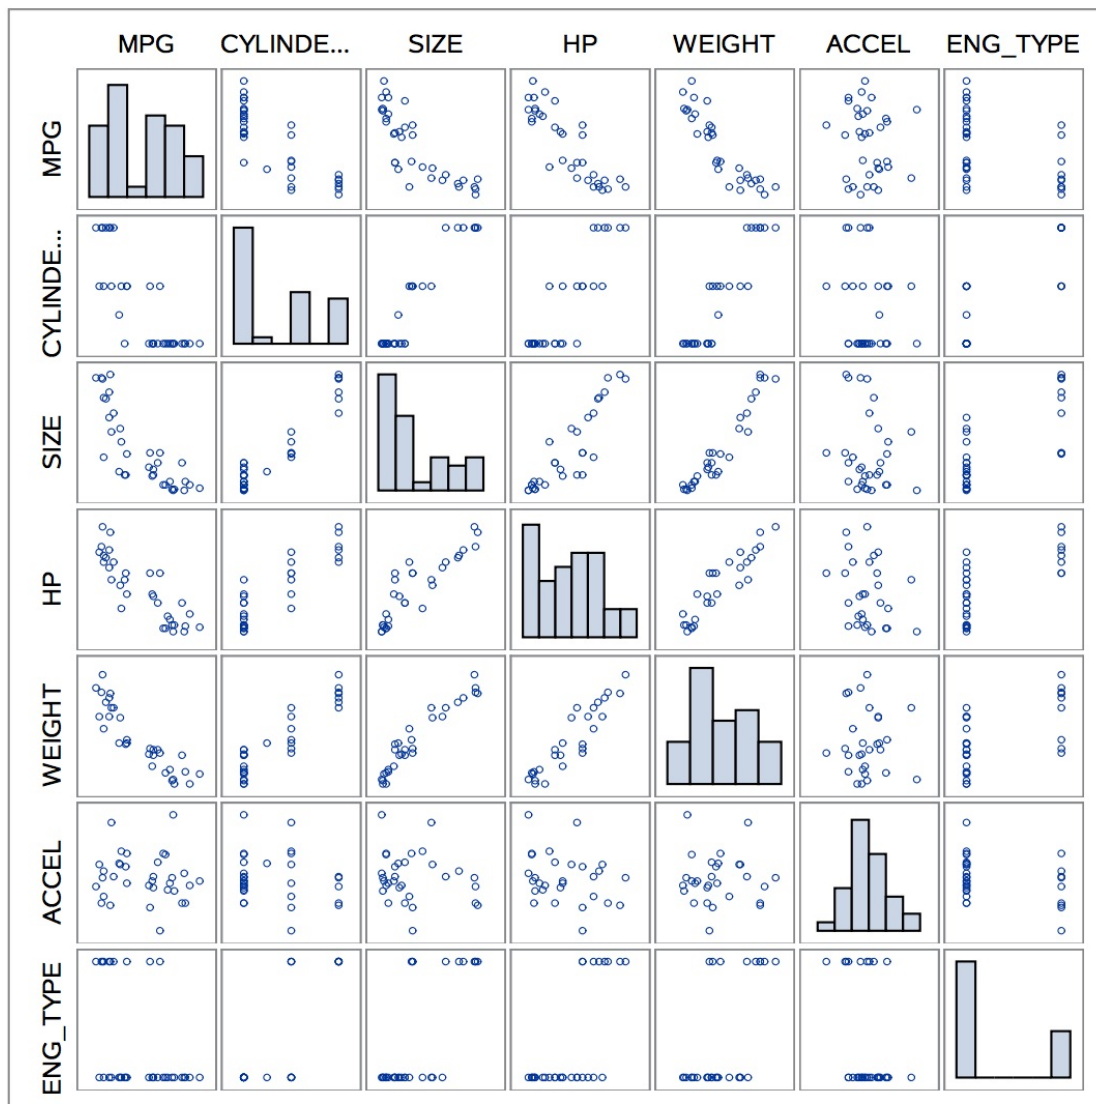 MPG CYLINDE... SIZE HP WEIGHT ACCEL ENG_TYPE
MPG
CYLINDE...
SIZE
HP
WEIGHT
ACCEL
ENG_TYPE